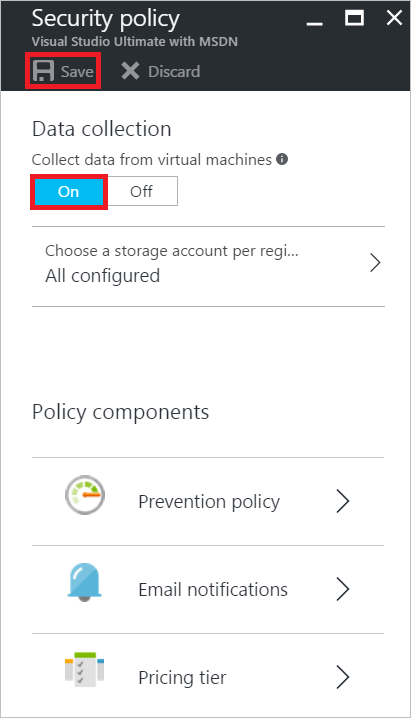 Security policy
Visual Studio Ultimate with MSDN
Save Discard
Data collection
Collect data from virtual machines
On Off
Choose a storage account per regi...
All configured
Policy components
Prevention policy
Email notifications
Pricing tier